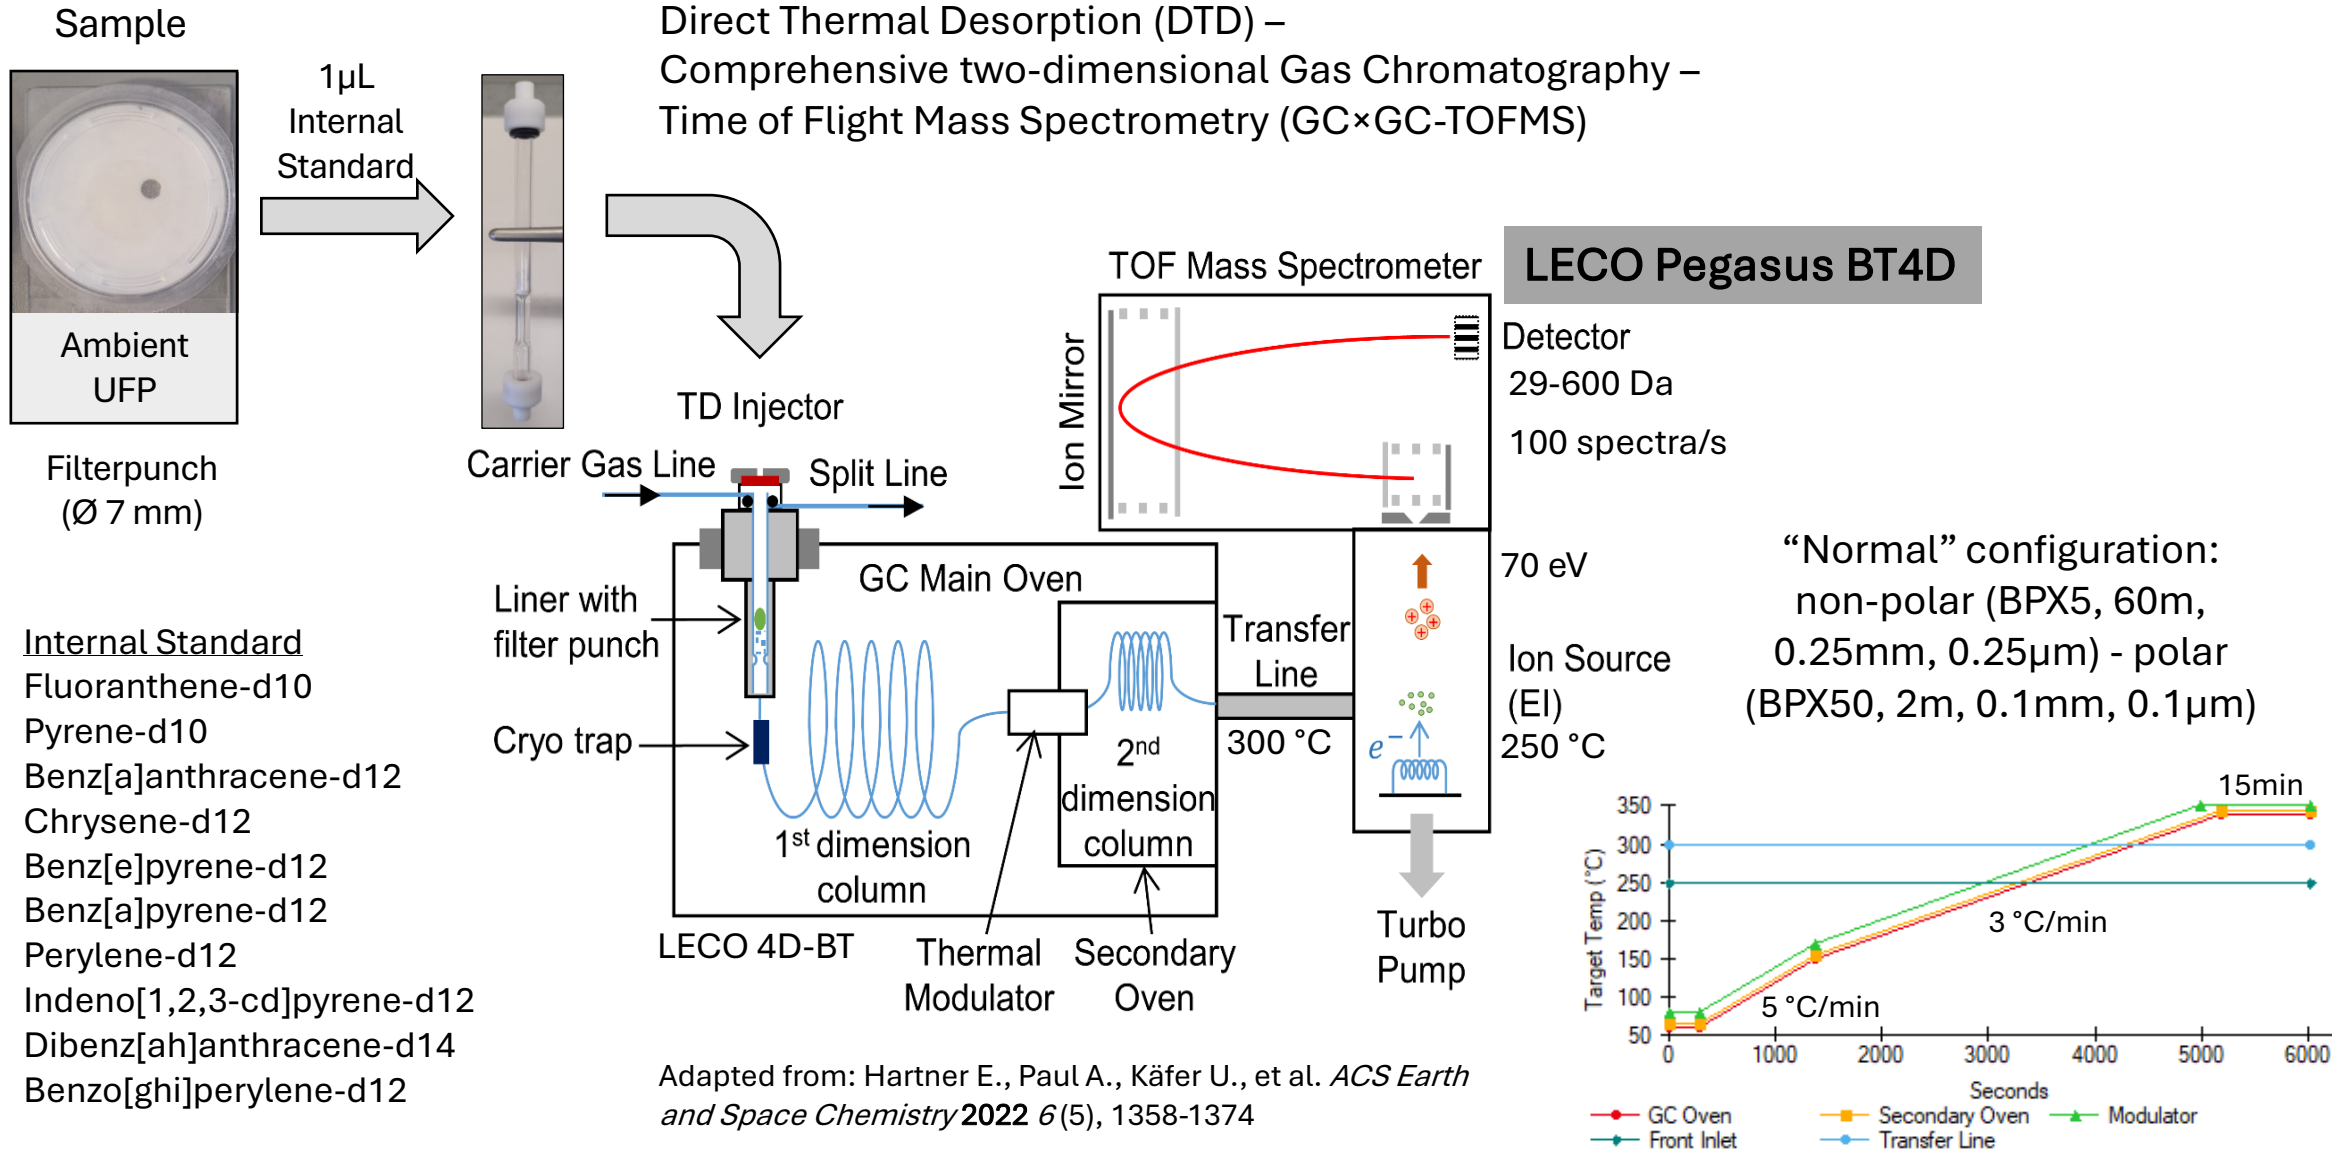 Sample
Direct Thermal Desorption (DTD) –
Comprehensive two-dimensional Gas Chromatography –
Time of Flight Mass Spectrometry (GC×GC-TOFMS)
1µL
Internal
Standard
Ambient
UFP
Filterpunch
(Ø 7 mm)
Internal Standard
Fluoranthene-d10
Pyrene-d10
Benz[a]anthracene-d12
Chrysene-d12
Benz[e]pyrene-d12
Benz[a]pyrene-d12
Perylene-d12
Indeno[1,2,3-cd]pyrene-d12
Dibenz[ah]anthracene-d14
Benzo[ghi]perylene-d12
TD Injector
Carrier Gas Line
Split Line
Liner with
filter punch
Cryo trap
GC Main Oven
1st dimension
column
2nd
dimension
column
LECO 4D-BT
Thermal
Modulator
Secondary
Oven
Transfer
Line
300 °C
TOF Mass Spectrometer
LECO Pegasus BT4D
Ion Mirror
Detector
29-600 Da
100 spectra/s
70 eV
Ion Source
(EI)
250 °C
e−
Turbo
Pump
“Normal” configuration:
non-polar (BPX5, 60m,
0.25mm, 0.25µm) - polar
(BPX50, 2m, 0.1mm, 0.1µm)
15min
3 °C/min
5 °C/min
Target Temp (°C)
350
300
250
200
150
100
50
0 1000 2000 3000 4000 5000 6000
Seconds
GC Oven Secondary Oven Modulator
Front Inlet Transfer Line
Adapted from: Hartner E., Paul A., Käfer U., et al. ACS Earth
and Space Chemistry 2022 6 (5), 1358-1374